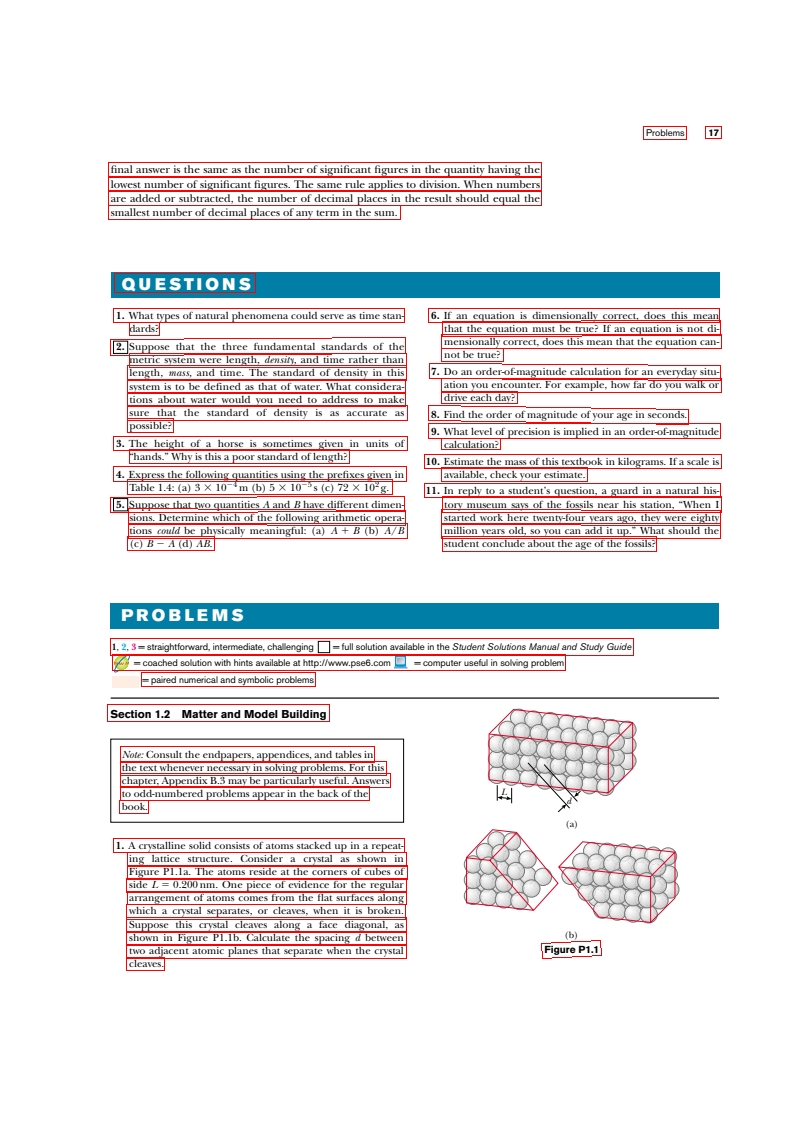 Problems 17
final answer is the same as the number of significant figures in the quantity having the
lowest number of significant figures. The same rule applies to division. When numbers
are added or subtracted, the number of decimal places in the result should equal the
smallest number of decimal places of any term in the sum.
QUESTIONS
1. What types of natural phenomena could serve as time stan-
dards?
2. Suppose that the three fundamental standards of the
metric system were length, density, and time rather than
length, mass, and time. The standard of density in this
system is to be defined as that of water. What considera-
tions about water would you need to address to make
sure that the standard of density is as accurate as
possible?
3. The height of a horse is sometimes given in units of
“hands.” Why is this a poor standard of length?
4. Express the following quantities using the prefixes given in
Table 1.4: (a) 3 × 10⁻⁴ m (b) 5 × 10⁻⁵ s (c) 72 × 10² g.
5. Suppose that two quantities A and B have different dimen-
sions. Determine which of the following arithmetic opera-
tions could be physically meaningful: (a) A + B (b) A/B
(c) B − A (d) AB.
6. If an equation is dimensionally correct, does this mean
that the equation must be true? If an equation is not di-
mensionally correct, does this mean that the equation can-
not be true?
7. Do an order-of-magnitude calculation for an everyday situ-
ation you encounter. For example, how far do you walk or
drive each day?
8. Find the order of magnitude of your age in seconds.
9. What level of precision is implied in an order-of-magnitude
calculation?
10. Estimate the mass of this textbook in kilograms. If a scale is
available, check your estimate.
11. In reply to a student’s question, a guard in a natural his-
tory museum says of the fossils near his station, “When I
started work here twenty-four years ago, they were eighty
million years old, so you can add it up.” What should the
student conclude about the age of the fossils?
PROBLEMS
1, 2, 3 = straightforward, intermediate, challenging = full solution available in the Student Solutions Manual and Study Guide
= coached solution with hints available at http://www.pse6.com = computer useful in solving problem
= paired numerical and symbolic problems
Section 1.2 Matter and Model Building
Note: Consult the endpapers, appendices, and tables in
the text whenever necessary in solving problems. For this
chapter, Appendix B.3 may be particularly useful. Answers
to odd-numbered problems appear in the back of the
book.
1. A crystalline solid consists of atoms stacked up in a repeat-
ing lattice structure. Consider a crystal as shown in
Figure P1.1a. The atoms reside at the corners of cubes of
side L = 0.200 nm. One piece of evidence for the regular
arrangement of atoms comes from the flat surfaces along
which a crystal separates, or cleaves, when it is broken.
Suppose this crystal cleaves along a face diagonal, as
shown in Figure P1.1b. Calculate the spacing d between
two adjacent atomic planes that separate when the crystal
cleaves.
L
d
(a)
(b)
Figure P1.1